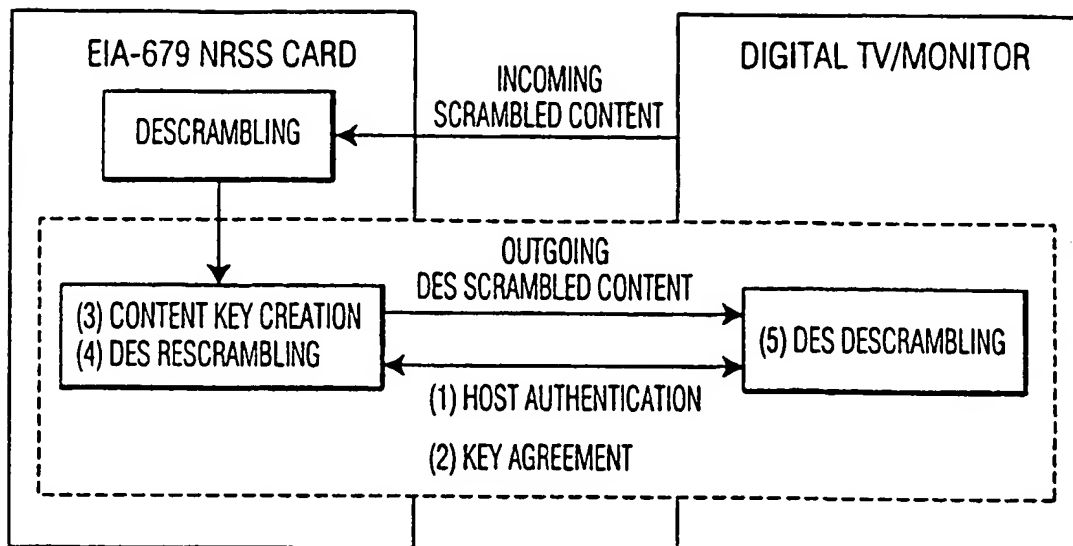 EIA-679 NRSS CARD
DIGITAL TV/MONITOR
INCOMING
SCRAMBLED CONTENT
DESCRAMBLING
OUTGOING
DES SCRAMBLED CONTENT
(3) CONTENT KEY CREATION
(4) DES RESCRAMBLING
(5) DES DESCRAMBLING
(1) HOST AUTHENTICATION
(2) KEY AGREEMENT